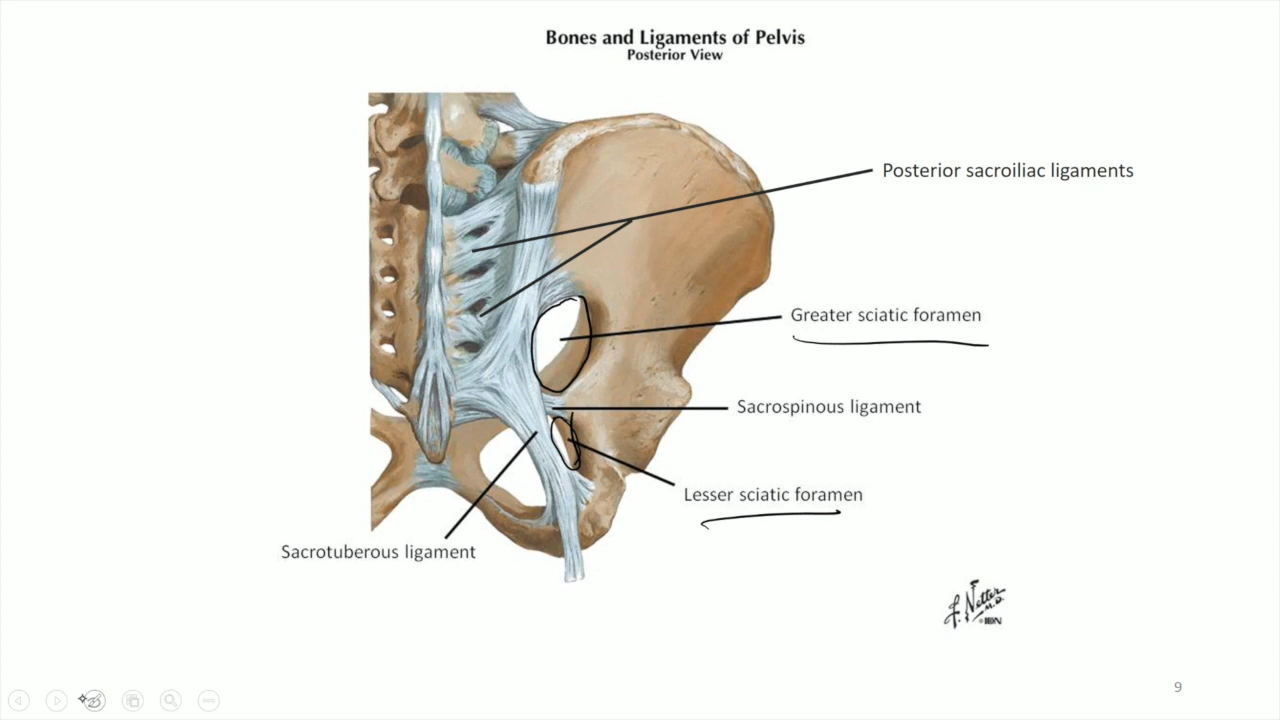 Bones and Ligaments of Pelvis
Posterior View
Posterior sacroiliac ligaments
Greater sciatic foramen
Sacrospinous ligament
Lesser sciatic foramen
Sacrotuberous ligament
F. Netter
M.D.
9